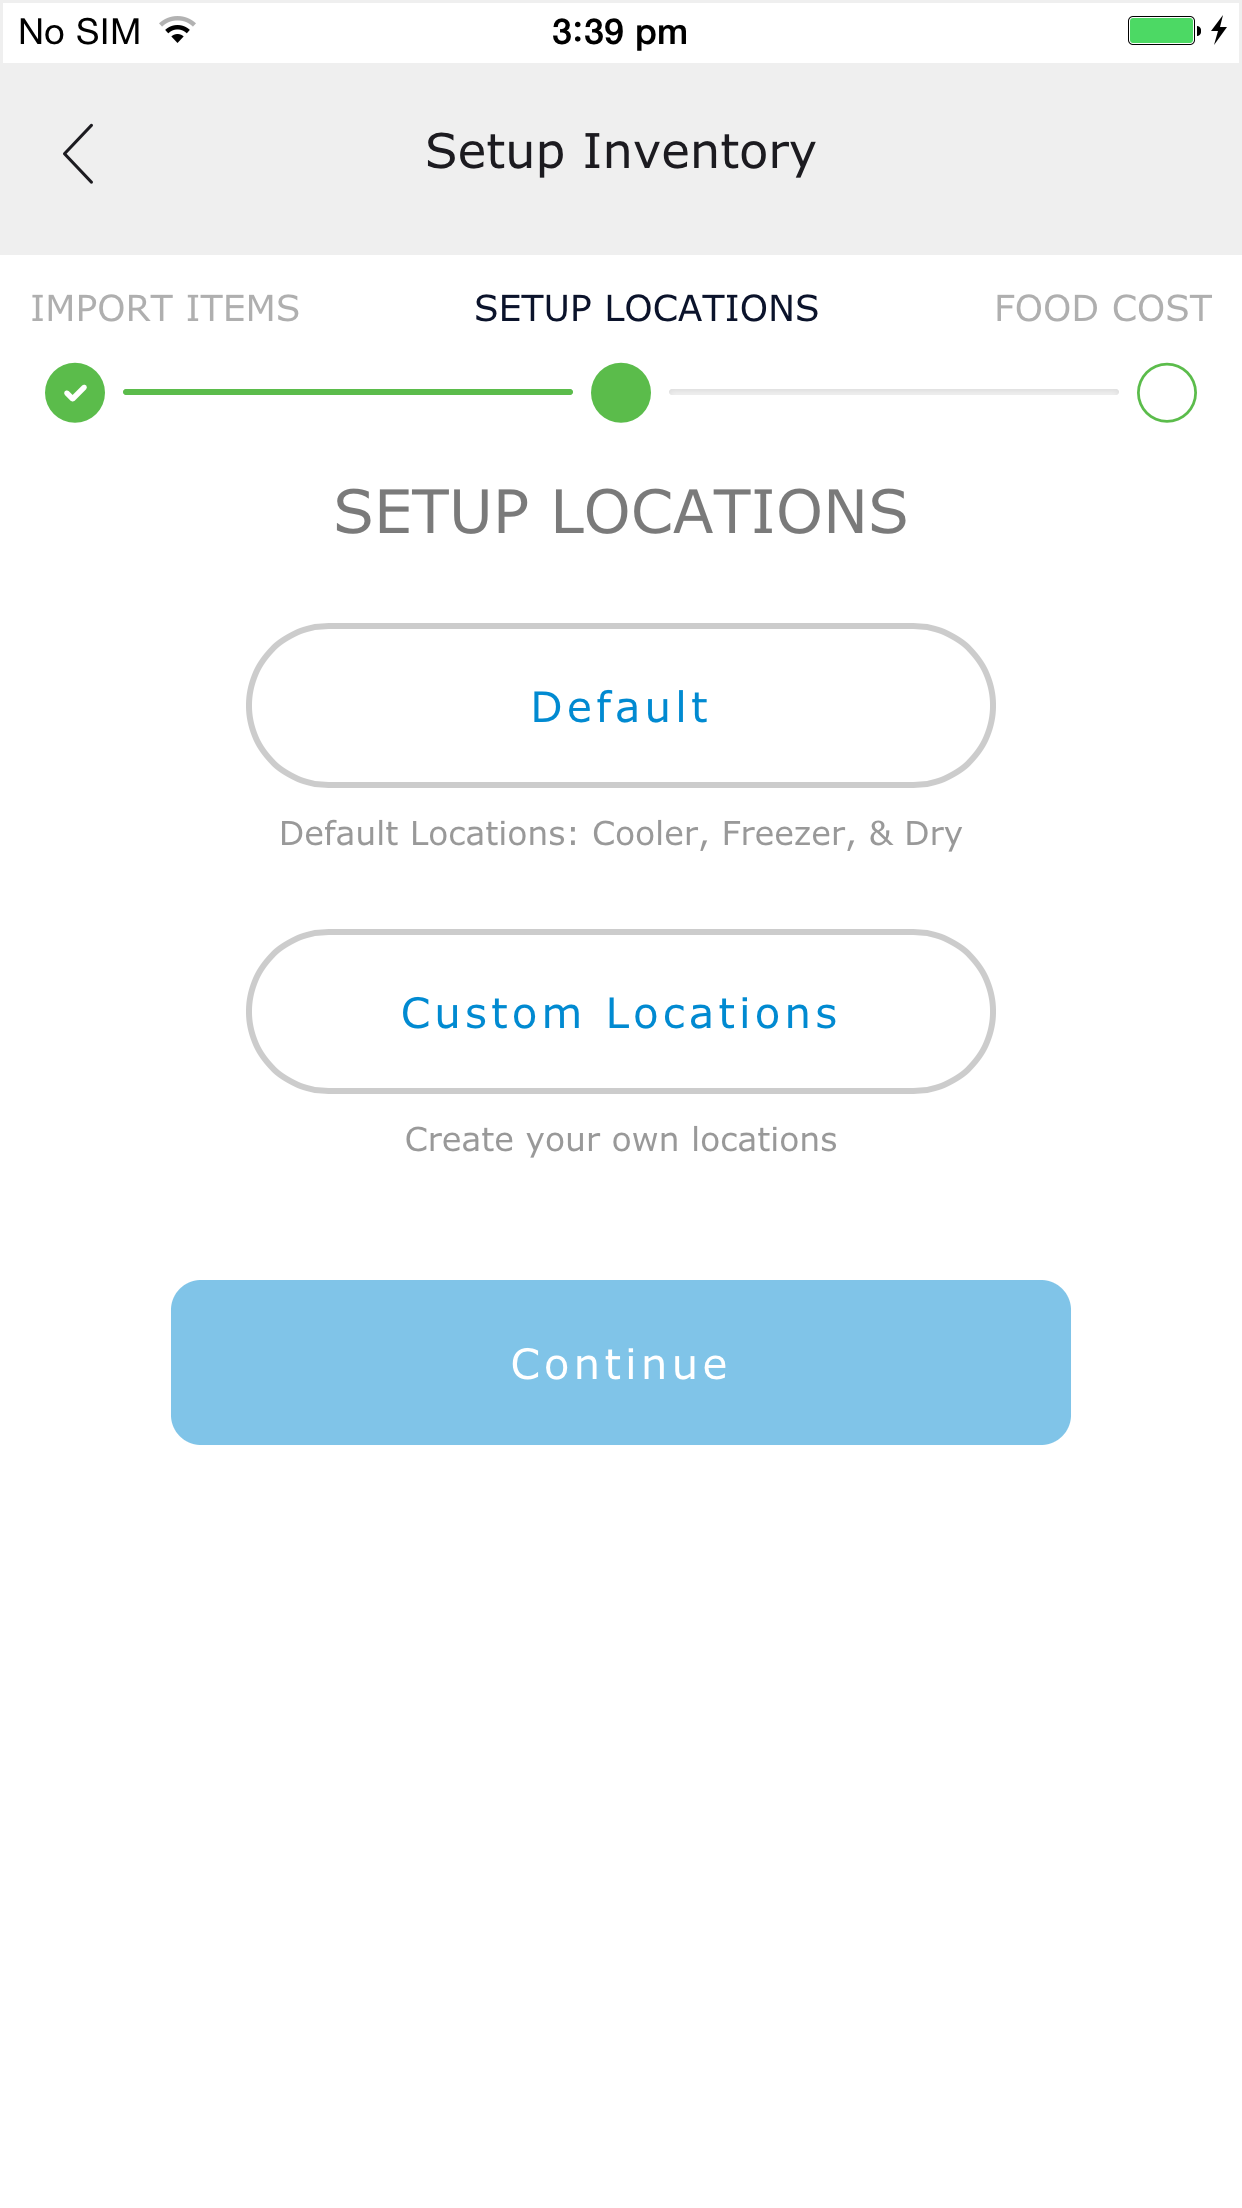 No SIM 3:39 pm
Setup Inventory
IMPORT ITEMS SETUP LOCATIONS FOOD COST
SETUP LOCATIONS
Default
Default Locations: Cooler, Freezer, & Dry
Custom Locations
Create your own locations
Continue